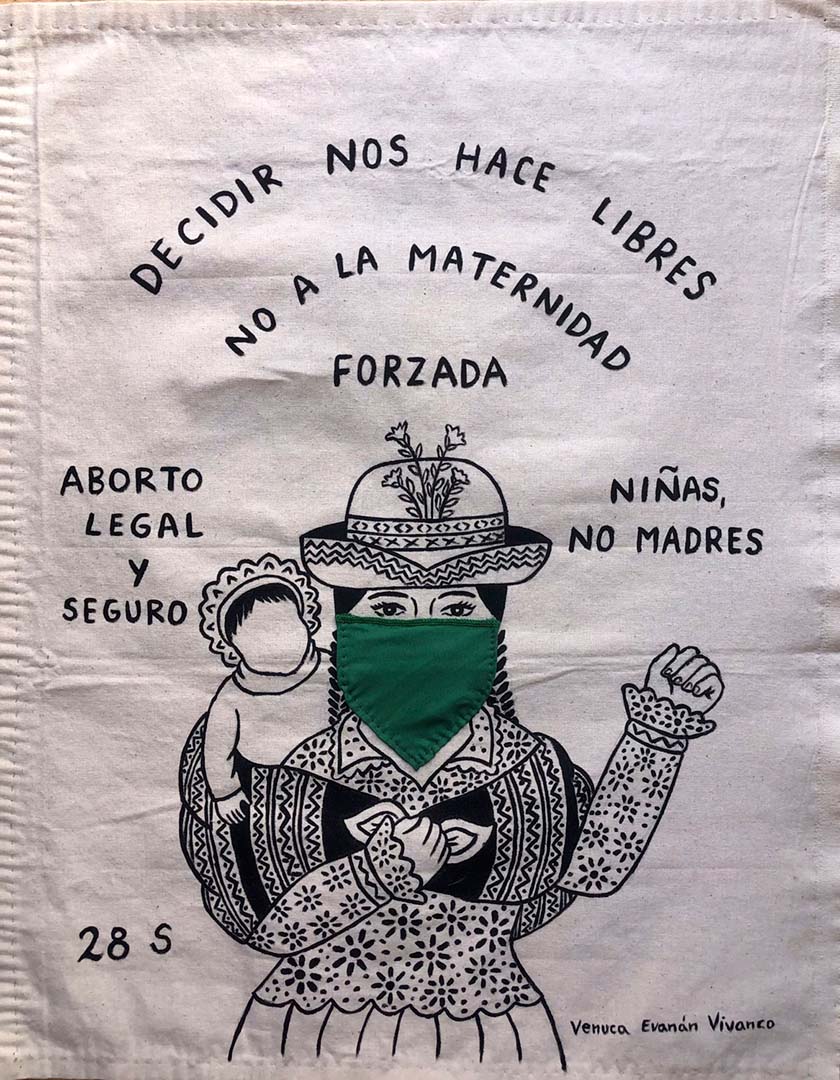 DECIDIR NOS HACE LIBRES
NO A LA MATERNIDAD
FORZADA
ABORTO
LEGAL
Y
SEGURO
NIÑAS,
NO MADRES
28 S
Venuca Evanán Vivanco